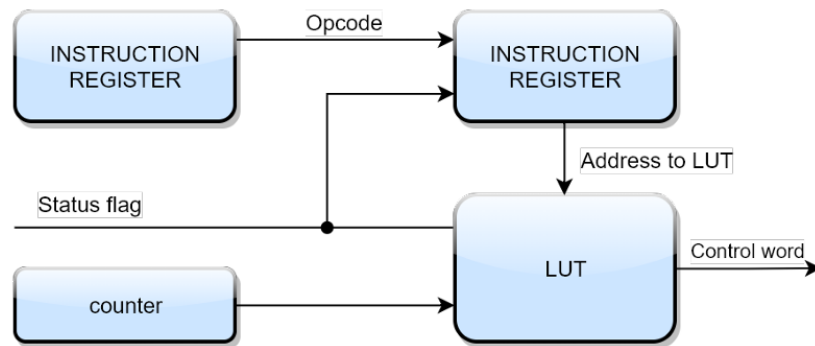 Opcode
INSTRUCTION
REGISTER
INSTRUCTION
REGISTER
Address to LUT
Status flag
LUT
Control word
counter